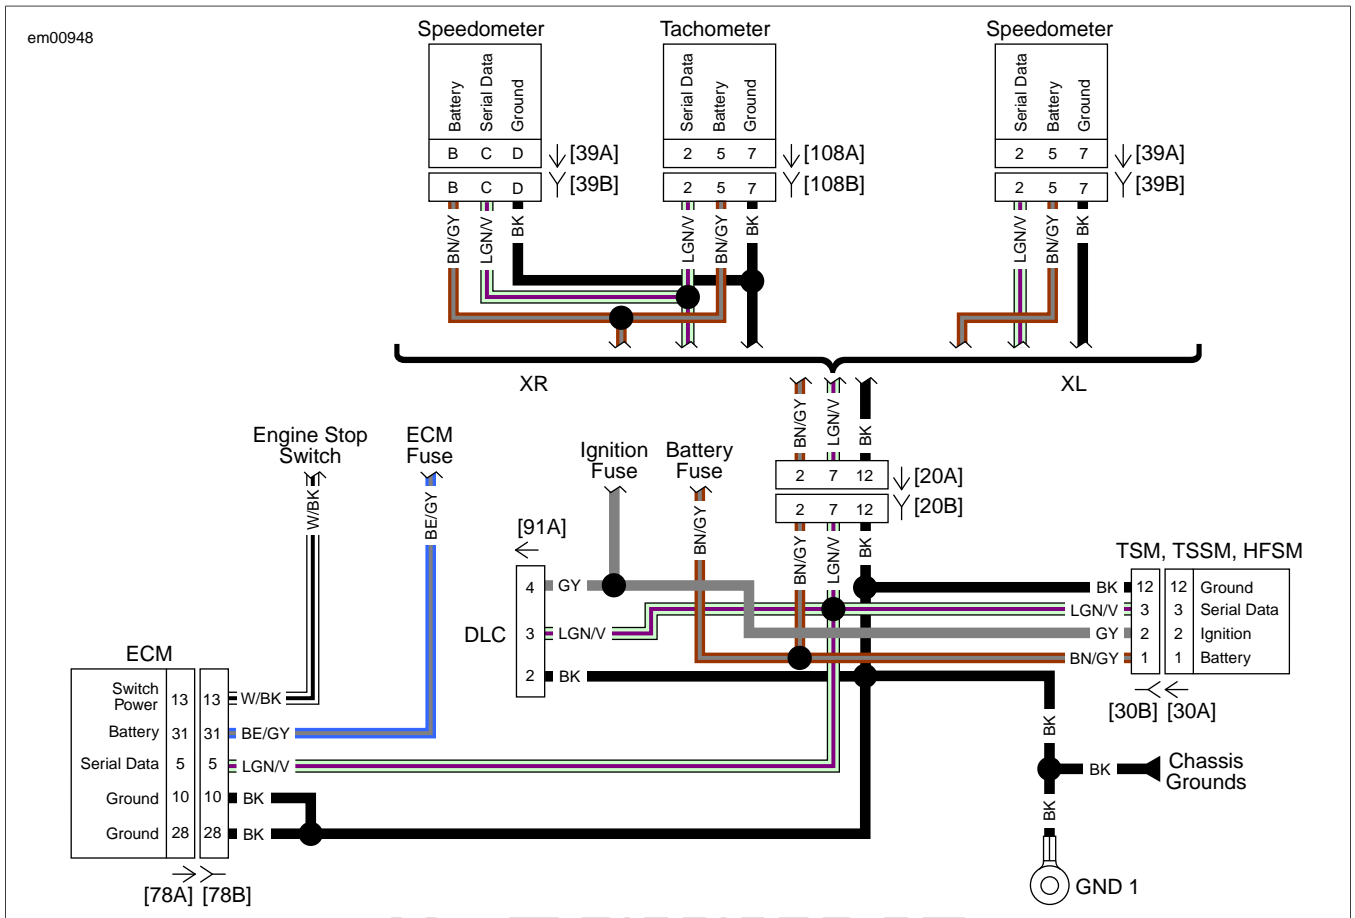 em00948
Speedometer
Tachometer
Speedometer
Battery
Serial Data
Ground
Serial Data
Battery
Ground
Serial Data
Battery
Ground
B C D
[39A]
2 5 7
[108A]
2 5 7
[39A]
B C D
[39B]
2 5 7
[108B]
2 5 7
[39B]
BN/GY
LGN/V
BK
LGN/V
BN/GY
BK
LGN/V
BN/GY
BK
XR
XL
BN/GY
LGN/V
BK
Engine Stop
Switch
ECM
Fuse
Ignition
Fuse
Battery
Fuse
2 7 12
[20A]
2 7 12
[20B]
W/BK
BE/GY
BN/GY
BN/GY
LGN/V
BK
[91A]
DLC
4 GY
3 LGN/V
2 BK
TSM, TSSM, HFSM
BK 12 12 Ground
LGN/V 3 3 Serial Data
GY 2 2 Ignition
BN/GY 1 1 Battery
[30B] [30A]
ECM
Switch
Power 13 13 W/BK
Battery 31 31 BE/GY
Serial Data 5 5 LGN/V
Ground 10 10 BK
Ground 28 28 BK
[78A] [78B]
BK
BK
Chassis
Grounds
BK
GND 1